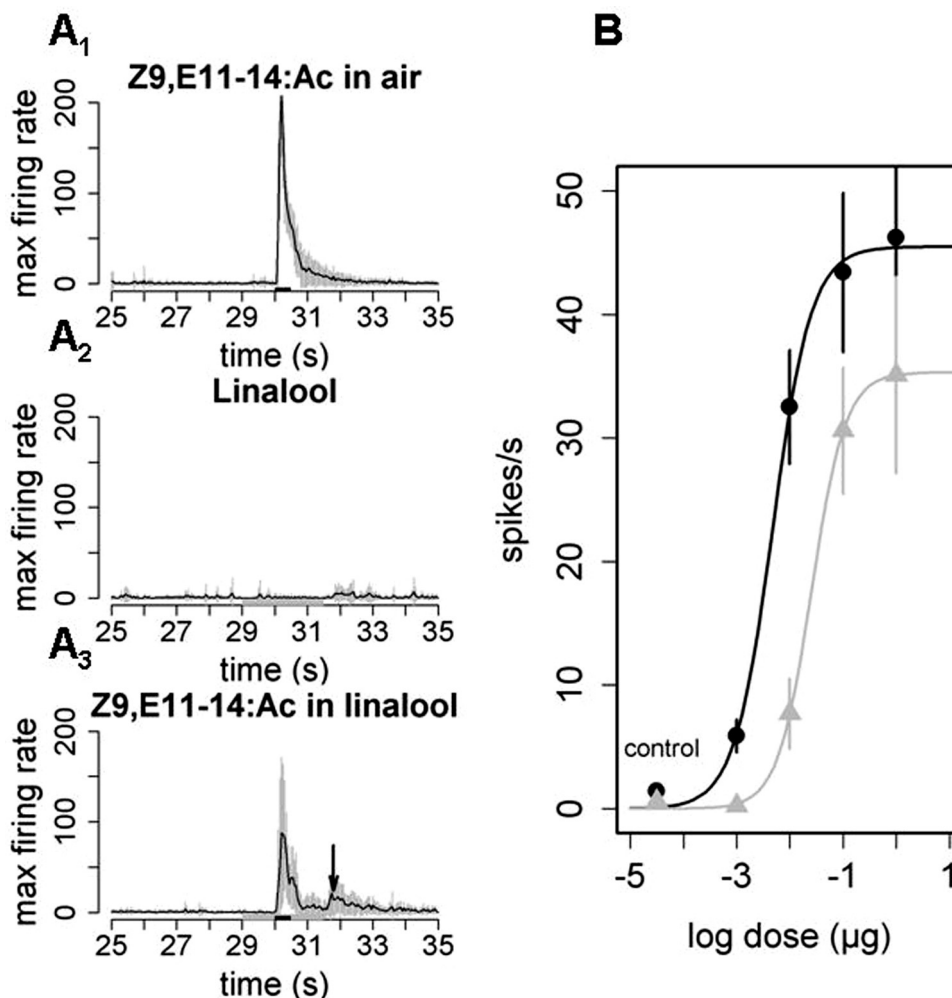 A1
Z9,E11-14:Ac in air
max firing rate
0 100 200
25 27 29 30 31 33 35
time (s)
A2
Linalool
max firing rate
0 100 200
25 27 29 30 31 33 35
time (s)
A3
Z9,E11-14:Ac in linalool
max firing rate
0 100 200
25 27 29 30 31 33 35
time (s)
B
spikes/s
0 10 20 30 40 50
control
-5 -3 -1 1
log dose (µg)